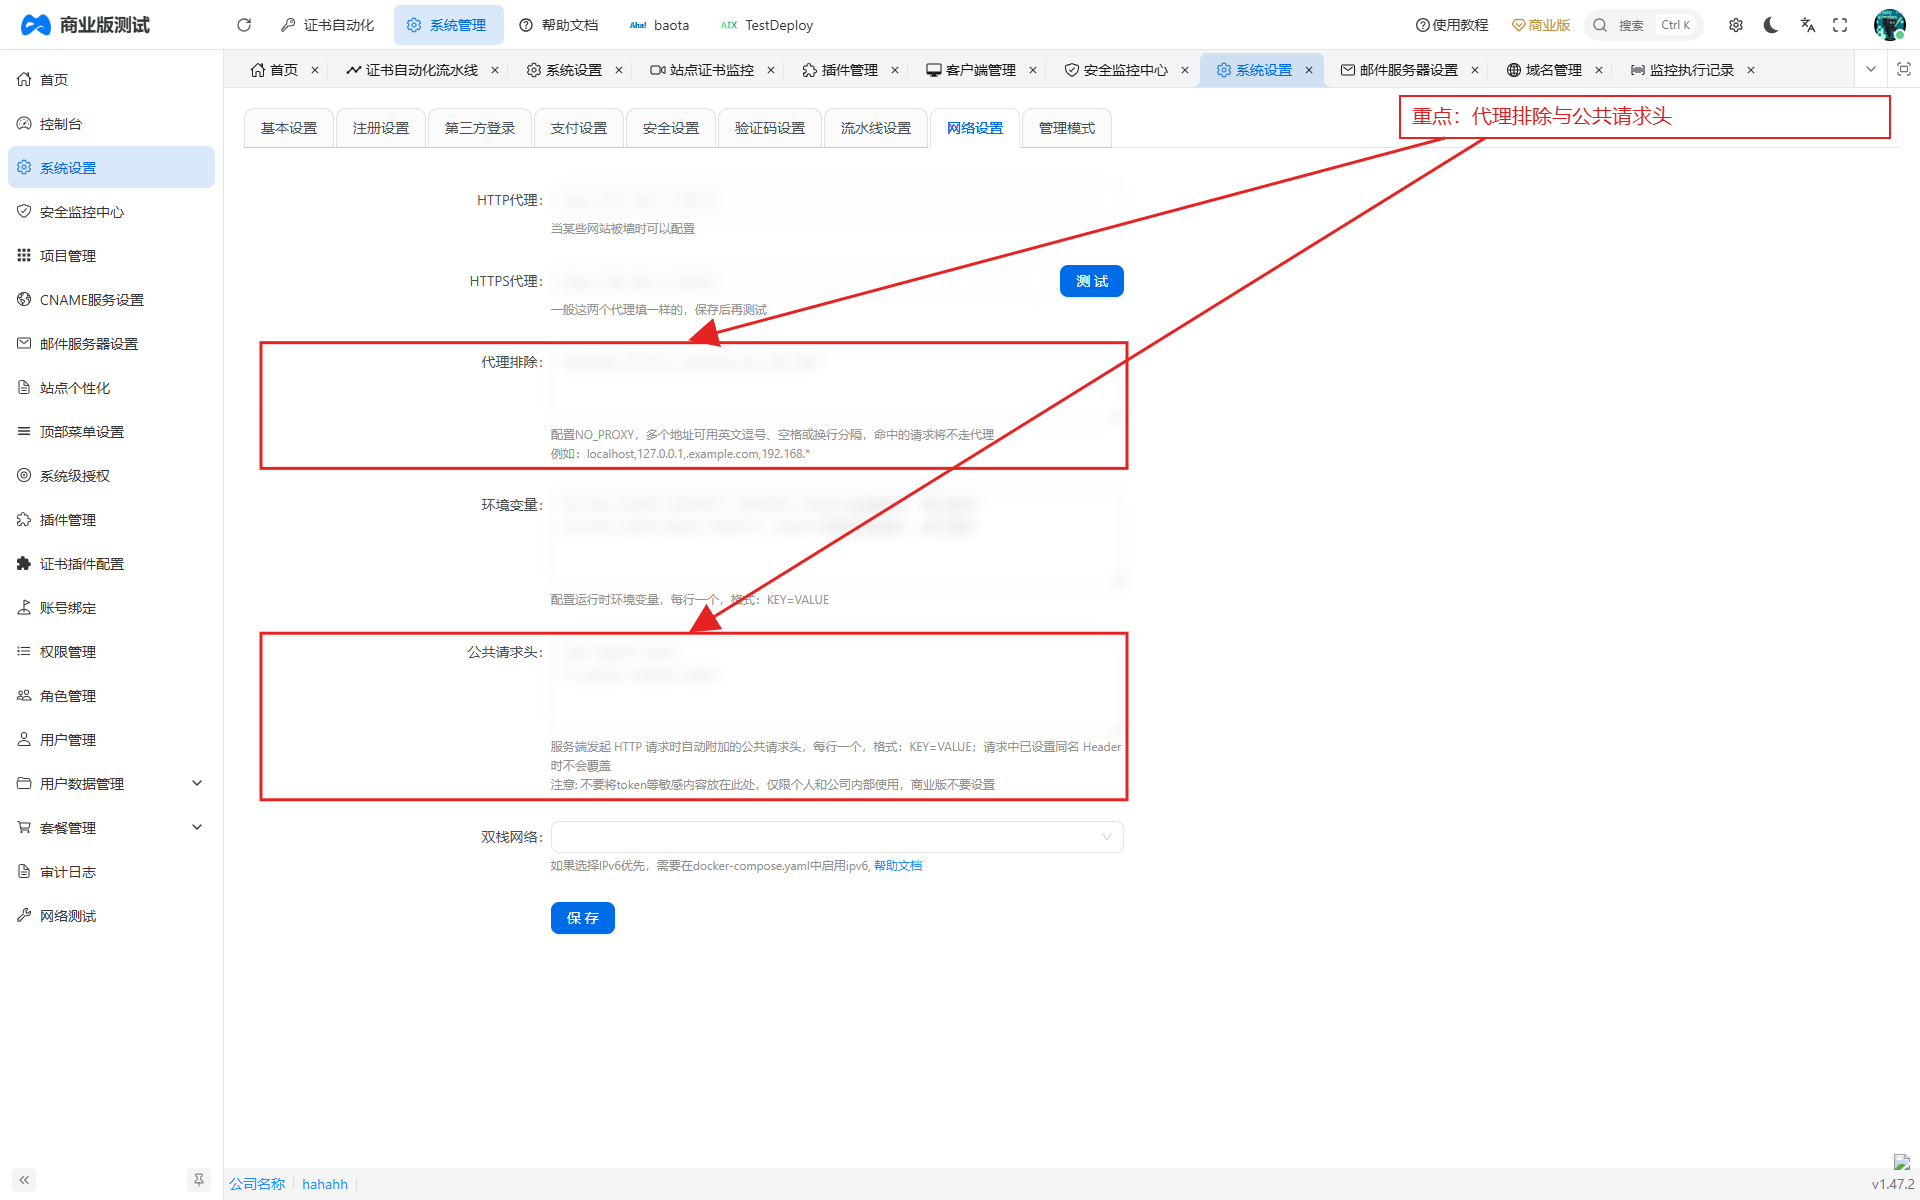 商业版测试
证书自动化
系统管理
帮助文档
Aha! baota
AIX TestDeploy
使用教程
商业版
搜索 Ctrl K
首页
证书自动化流水线
系统设置
站点证书监控
插件管理
客户端管理
安全监控中心
系统设置
邮件服务器设置
域名管理
监控执行记录
首页
控制台
系统设置
安全监控中心
项目管理
CNAME服务设置
邮件服务器设置
站点个性化
顶部菜单设置
系统级授权
插件管理
证书插件配置
账号绑定
权限管理
角色管理
用户管理
用户数据管理
套餐管理
审计日志
网络测试
基本设置
注册设置
第三方登录
支付设置
安全设置
验证码设置
流水线设置
网络设置
管理模式
重点：代理排除与公共请求头
HTTP代理:
当某些网站被墙时可以配置
HTTPS代理:
测 试
一般这两个代理填一样的，保存后再测试
代理排除:
配置NO_PROXY，多个地址可用英文逗号、空格或换行分隔，命中的请求将不走代理
例如：localhost,127.0.0.1,.example.com,192.168.*
环境变量:
配置运行时环境变量，每行一个，格式：KEY=VALUE
公共请求头:
服务端发起 HTTP 请求时自动附加的公共请求头，每行一个，格式：KEY=VALUE；请求中已设置同名 Header
时不会覆盖
注意: 不要将token等敏感内容放在此处，仅限个人和公司内部使用，商业版不要设置
双栈网络:
如果选择IPv6优先，需要在docker-compose.yaml中启用ipv6, 帮助文档
保 存
公司名称
hahahh
v1.47.2